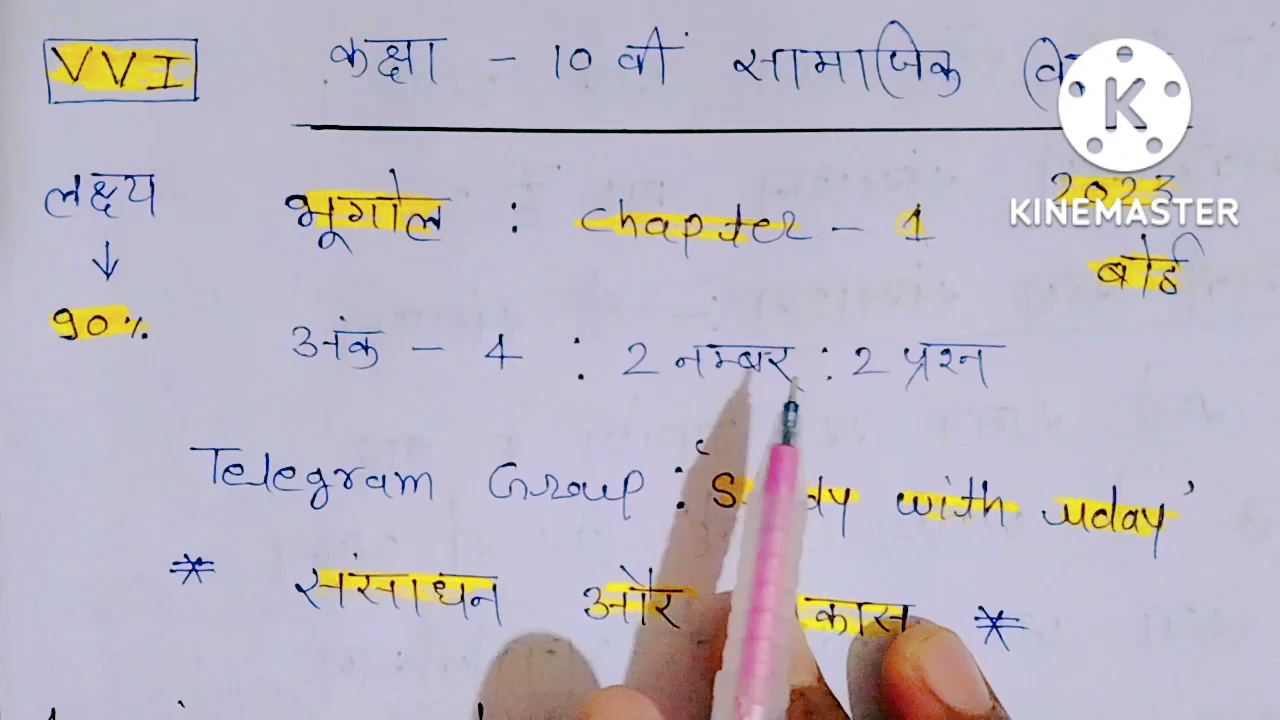 VVI कक्षा - 10 वी सामाजिक
लक्ष्य भूगोल : chapter - 1 2023
↓ बोर्ड
90% अंक - 4 : 2 नम्बर : 2 प्रश्न
K
KINEMASTER
Telegram Group : with uday'
* संसाधन और *